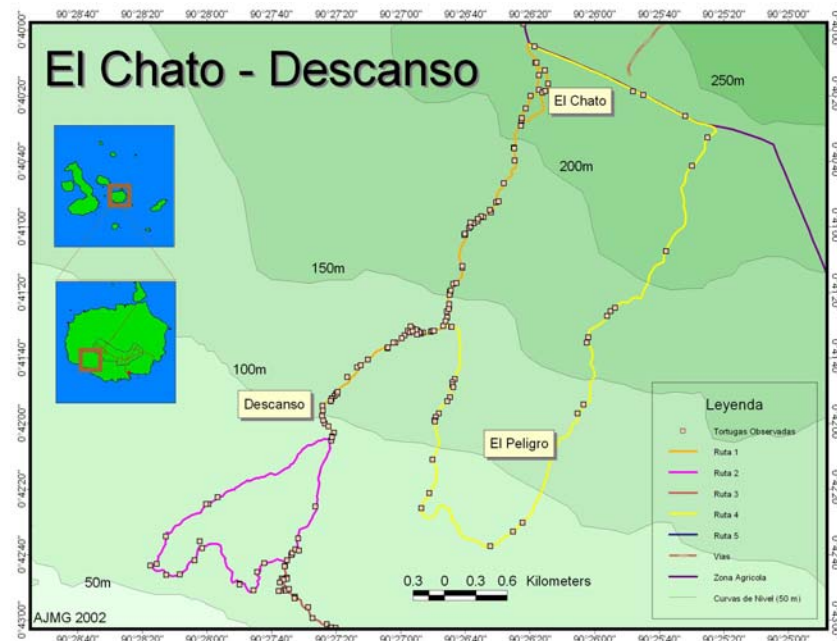 90°28'40" 90°28'20" 90°28'00" 90°27'40" 90°27'20" 90°27'00" 90°26'40" 90°26'20" 90°26'00" 90°25'40" 90°25'20" 90°25'00"
0°40'00"
0°40'20"
0°40'40"
0°41'00"
0°41'20"
0°41'40"
0°42'00"
0°42'20"
0°42'40"
0°43'00"
El Chato - Descanso
250m
El Chato
200m
150m
100m
Descanso
El Peligro
50m
Leyenda
Tortugas Observadas
Ruta 1
Ruta 2
Ruta 3
Ruta 4
Ruta 5
Vias
Zona Agricola
Curvas de Nivel (50 m)
0.3 0 0.3 0.6 Kilometers
AJMG 2002